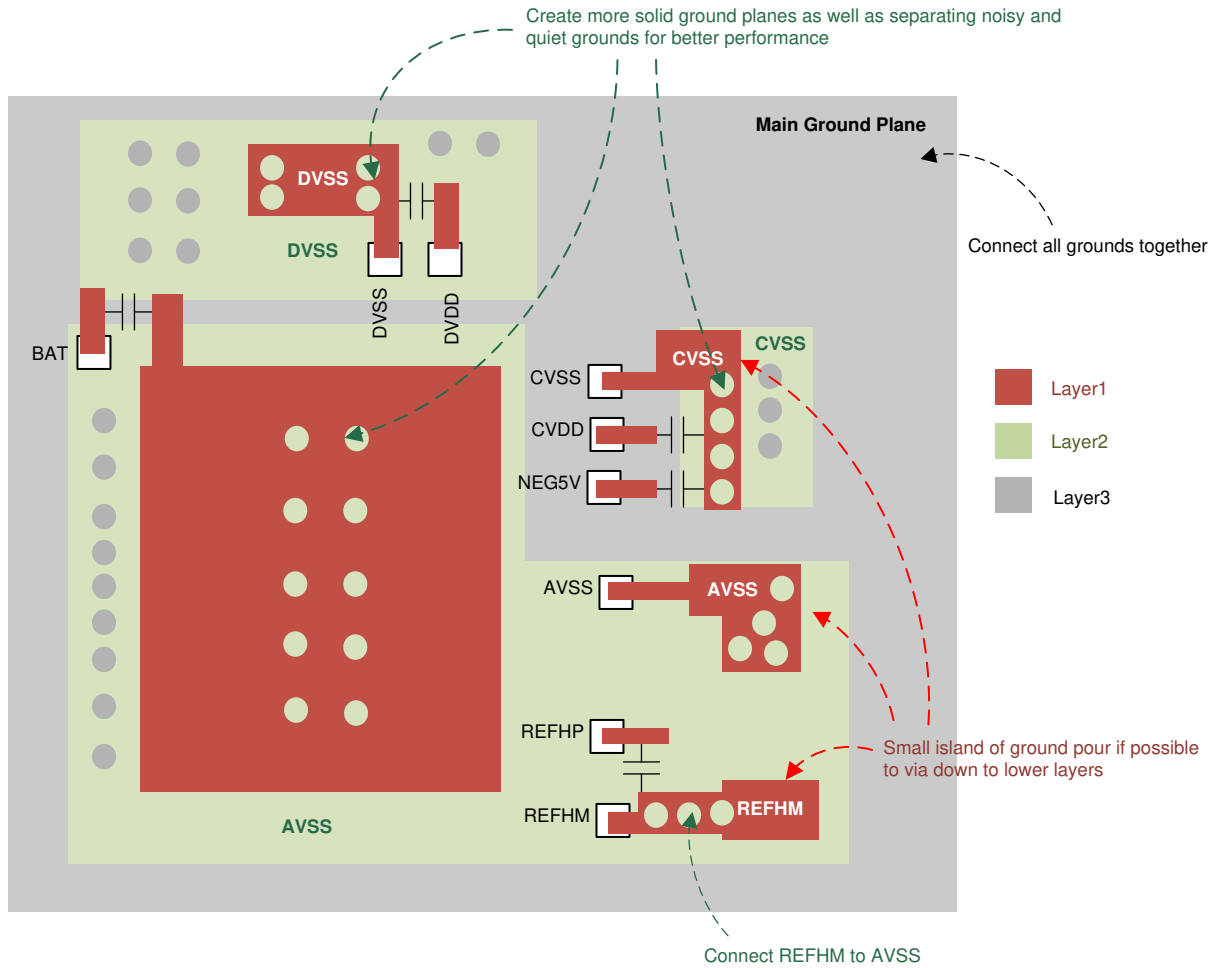 Create more solid ground planes as well as separating noisy and
quiet grounds for better performance
Main Ground Plane
DVSS
DVSS
Connect all grounds together
DVSS
DVDD
BAT
CVSS
CVSS
CVSS
CVDD
NEG5V
Layer1
Layer2
Layer3
AVSS
AVSS
REFHP
Small island of ground pour if possible
to via down to lower layers
REFHM
REFHM
AVSS
Connect REFHM to AVSS